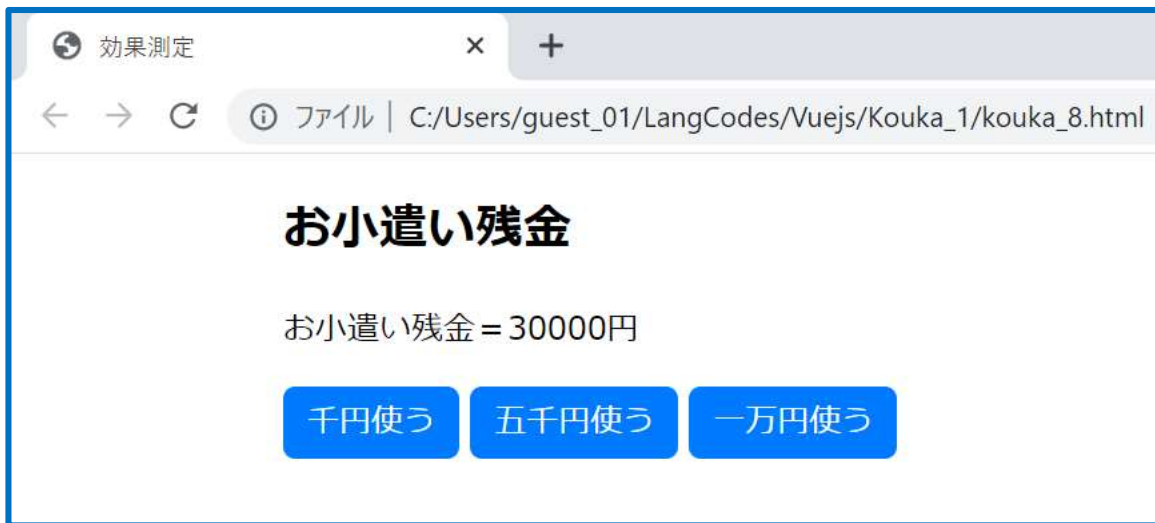 効果測定
ファイル | C:/Users/guest_01/LangCodes/Vuejs/Kouka_1/kouka_8.html
お小遣い残金
お小遣い残金＝30000円
千円使う 五千円使う 一万円使う